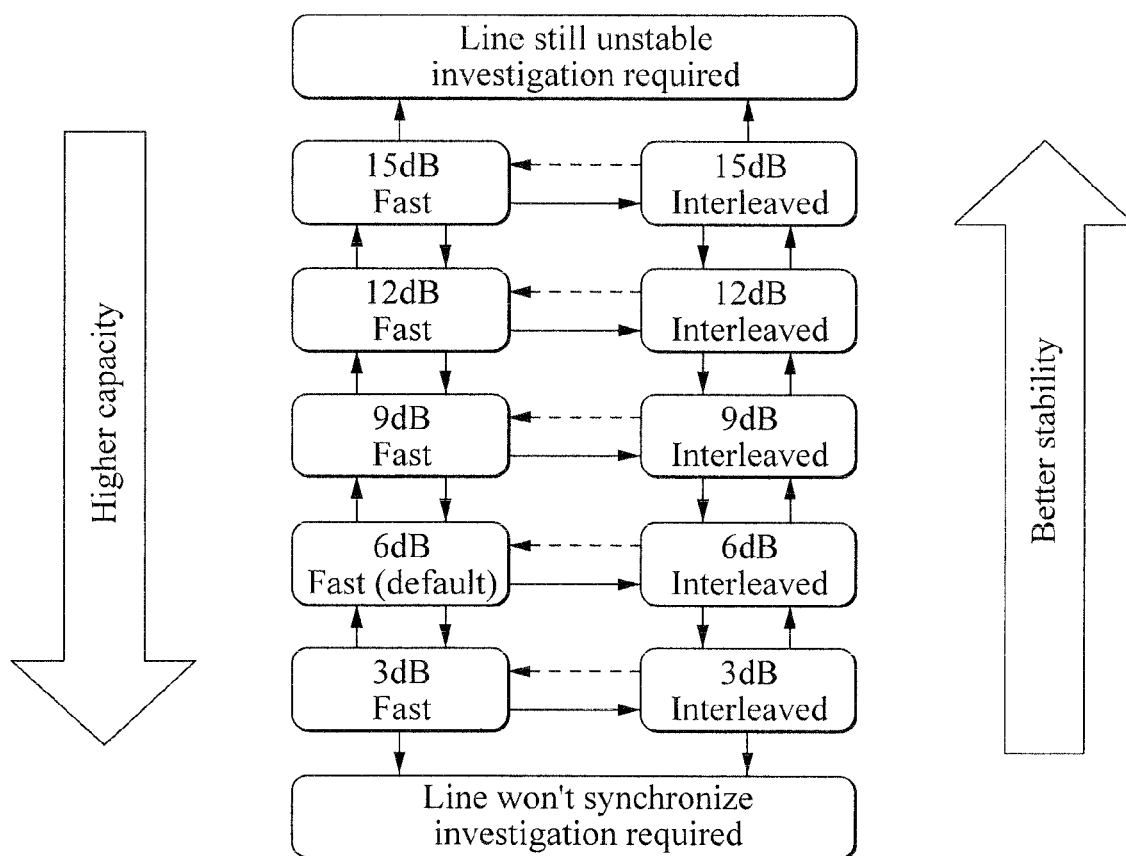 Line still unstable
investigation required
15dB
Fast
15dB
Interleaved
12dB
Fast
12dB
Interleaved
9dB
Fast
9dB
Interleaved
6dB
Fast (default)
6dB
Interleaved
3dB
Fast
3dB
Interleaved
Line won't synchronize
investigation required
Higher capacity
Better stability